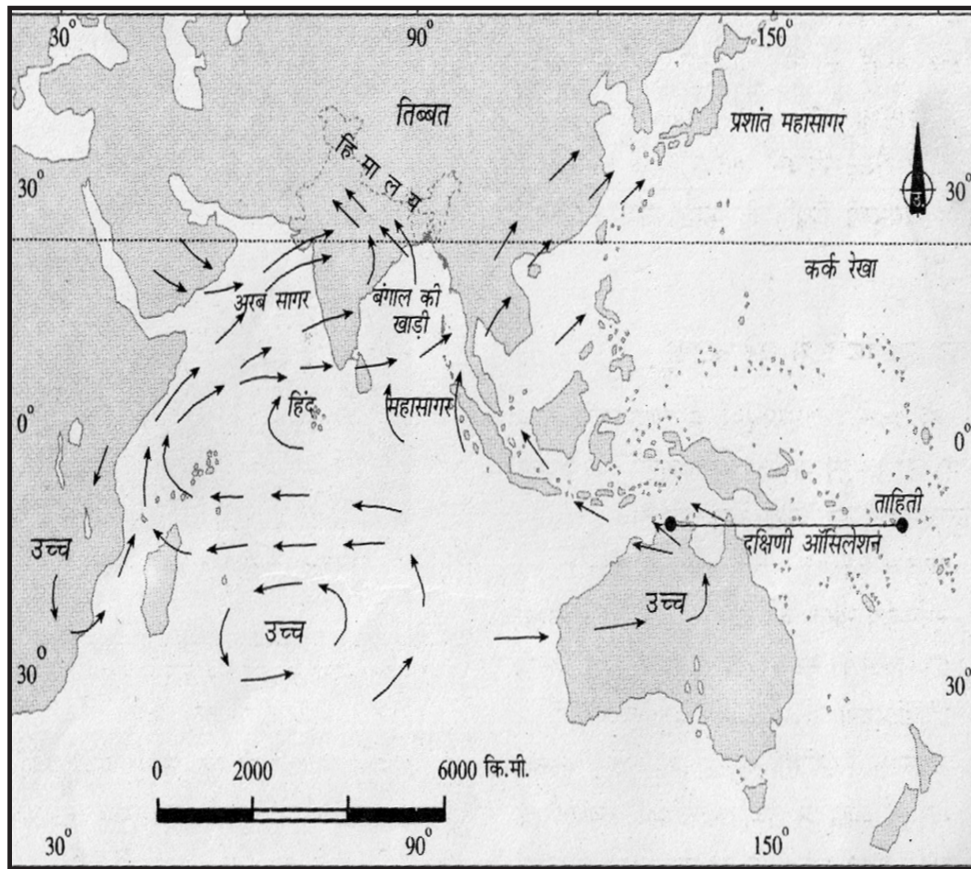 30°
90°
150°
तिब्बत
प्रशांत महासागर
हिमालय
30°
उ
30°
कर्क रेखा
अरब सागर
बंगाल की
खाड़ी
0°
हिंद
महासागर
0°
ताहिती
दक्षिणी ऑसिलेशन
उच्च
उच्च
उच्च
30°
30°
0
2000
6000 कि.मी.
30°
90°
150°